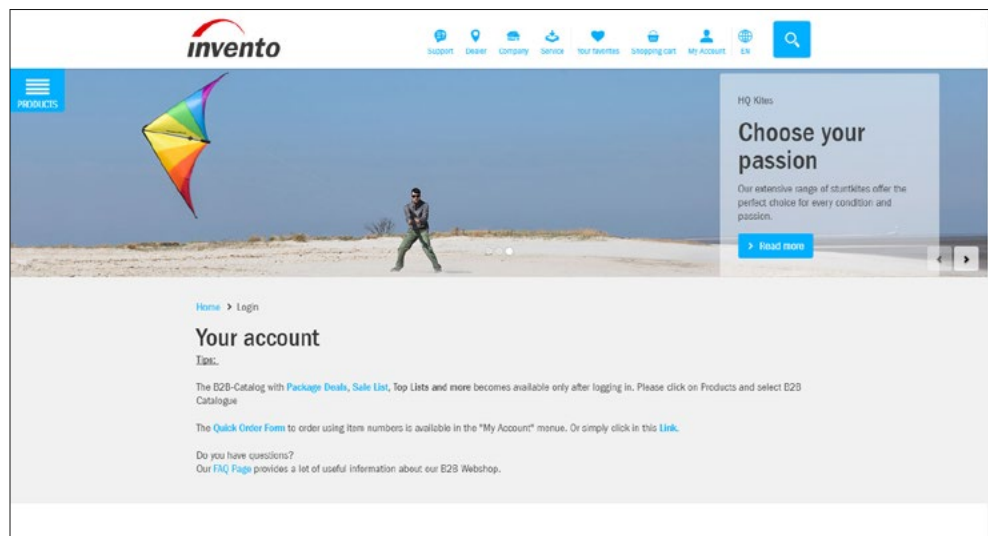 invento
Support Dealer Company Service Your favorites Shopping cart My Account EN
PRODUCTS
HQ Kites
Choose your
passion
Our extensive range of stuntkites offer the
perfect choice for every condition and
passion.
Read more
Home > Login
Your account
Tips:
The B2B-Catalog with Package Deals, Sale List, Top Lists and more becomes available only after logging in. Please click on Products and select B2B
Catalogue
The Quick Order Form to order using item numbers is available in the "My Account" menue. Or simply click in this Link.
Do you have questions?
Our FAQ Page provides a lot of useful information about our B2B Webshop.